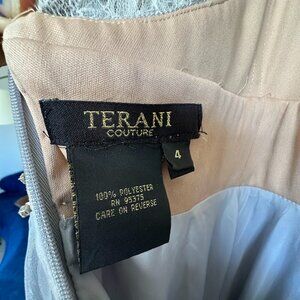 TERANI
COUTURE
4
100% POLYESTER
RN 95375
CARE ON REVERSE